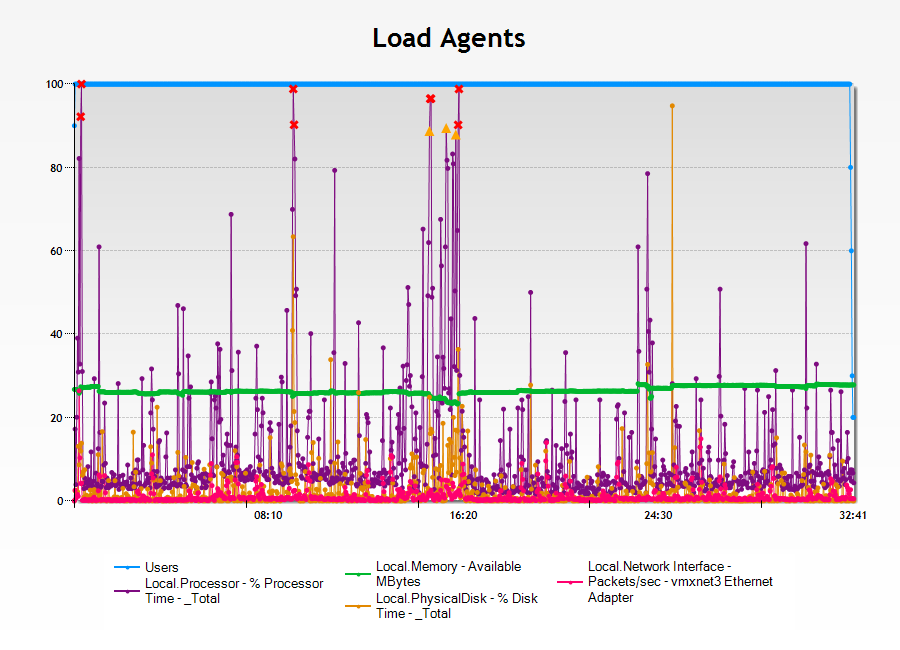 Load Agents
100
80
60
40
20
0
08:10
16:20
24:30
32:41
Users
Local.Processor - % Processor
Time - _Total
Local.Memory - Available
MBytes
Local.PhysicalDisk - % Disk
Time - _Total
Local.Network Interface -
Packets/sec - vmxnet3 Ethernet
Adapter